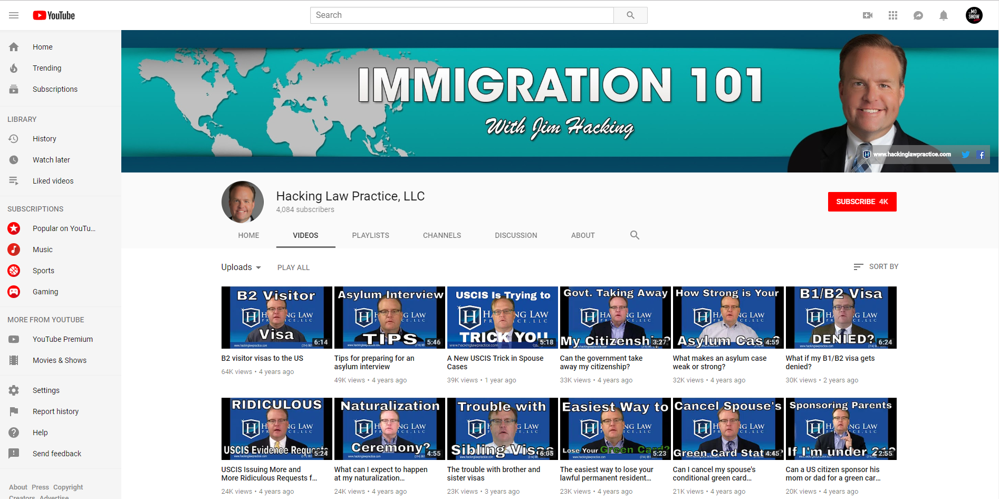 YouTube
Search
THE MO SHOW LIVE
Home
Trending
Subscriptions
LIBRARY
History
Watch later
Liked videos
SUBSCRIPTIONS
Popular on YouTu...
Music
Sports
Gaming
MORE FROM YOUTUBE
YouTube Premium
Movies & Shows
Settings
Report history
Help
Send feedback
About Press Copyright
Creators Advertise
IMMIGRATION 101
With Jim Hacking
www.hackinglawpractice.com
Hacking Law Practice, LLC
4,084 subscribers
SUBSCRIBE 4K
HOME VIDEOS PLAYLISTS CHANNELS DISCUSSION ABOUT
Uploads PLAY ALL
SORT BY
B2 Visitor
Visa
6:14
B2 visitor visas to the US
64K views • 4 years ago
Asylum Interview
TIPS
5:46
Tips for preparing for an
asylum interview
49K views • 4 years ago
USCIS Is Trying to
TRICK YOU
5:18
A New USCIS Trick in Spouse
Cases
39K views • 1 year ago
Govt. Taking Away
My Citizenship?
3:27
Can the government take
away my citizenship?
33K views • 4 years ago
How Strong is Your
Asylum Case?
4:59
What makes an asylum case
weak or strong?
32K views • 4 years ago
B1/B2 Visa
DENIED?
6:24
What if my B1/B2 visa gets
denied?
30K views • 2 years ago
RIDICULOUS
USCIS Evidence Requests
5:24
USCIS Issuing More and
More Ridiculous Requests f...
24K views • 4 years ago
Naturalization
Ceremony?
4:55
What can I expect to happen
at my naturalization...
24K views • 4 years ago
Trouble with
Sibling Visas
6:05
The trouble with brother and
sister visas
23K views • 3 years ago
Easiest Way to
Lose Your Green Card?
5:23
The easiest way to lose your
lawful permanent resident...
23K views • 4 years ago
Cancel Spouse's
Green Card Status?
4:45
Can I cancel my spouse's
conditional green card...
21K views • 4 years ago
Sponsoring Parents
If I'm under 21?
2:55
Can a US citizen sponsor his
mom or dad for a green car...
20K views • 4 years ago